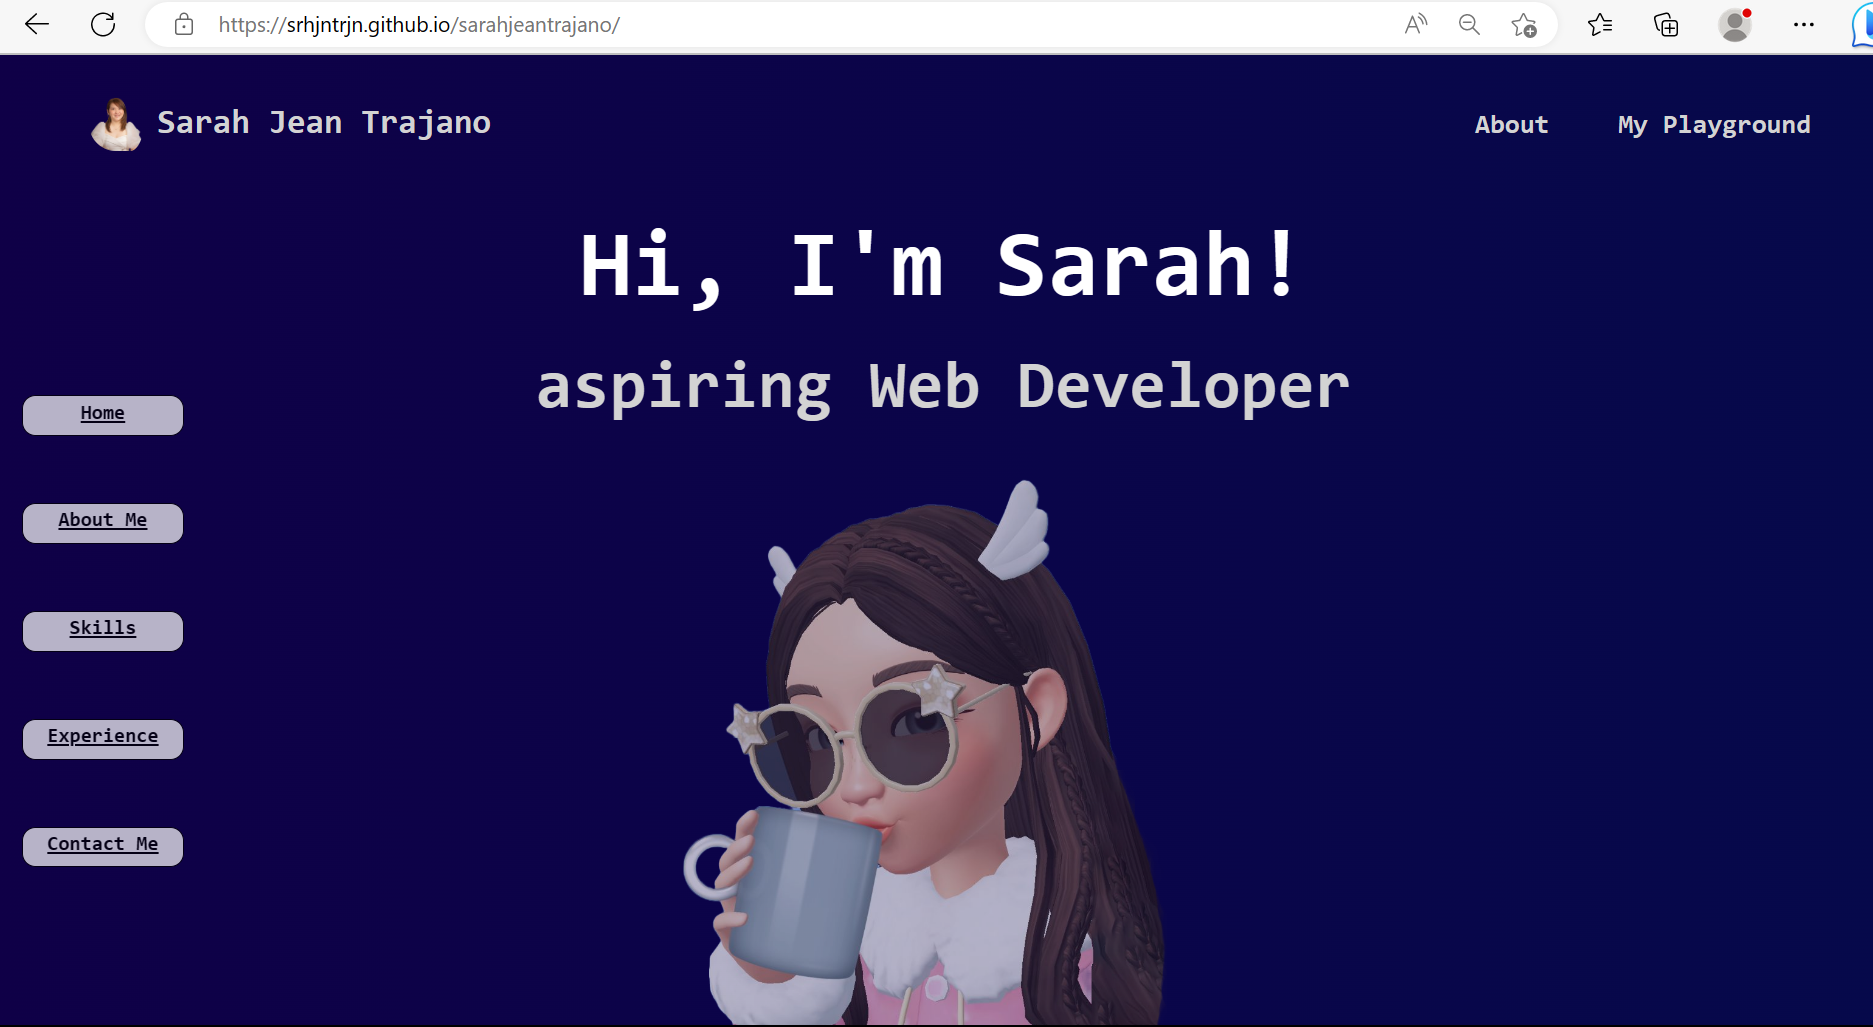 https://srhjntrjn.github.io/sarahjeantrajano/
Sarah Jean Trajano
About
My Playground
Hi, I'm Sarah!
aspiring Web Developer
Home
About Me
Skills
Experience
Contact Me